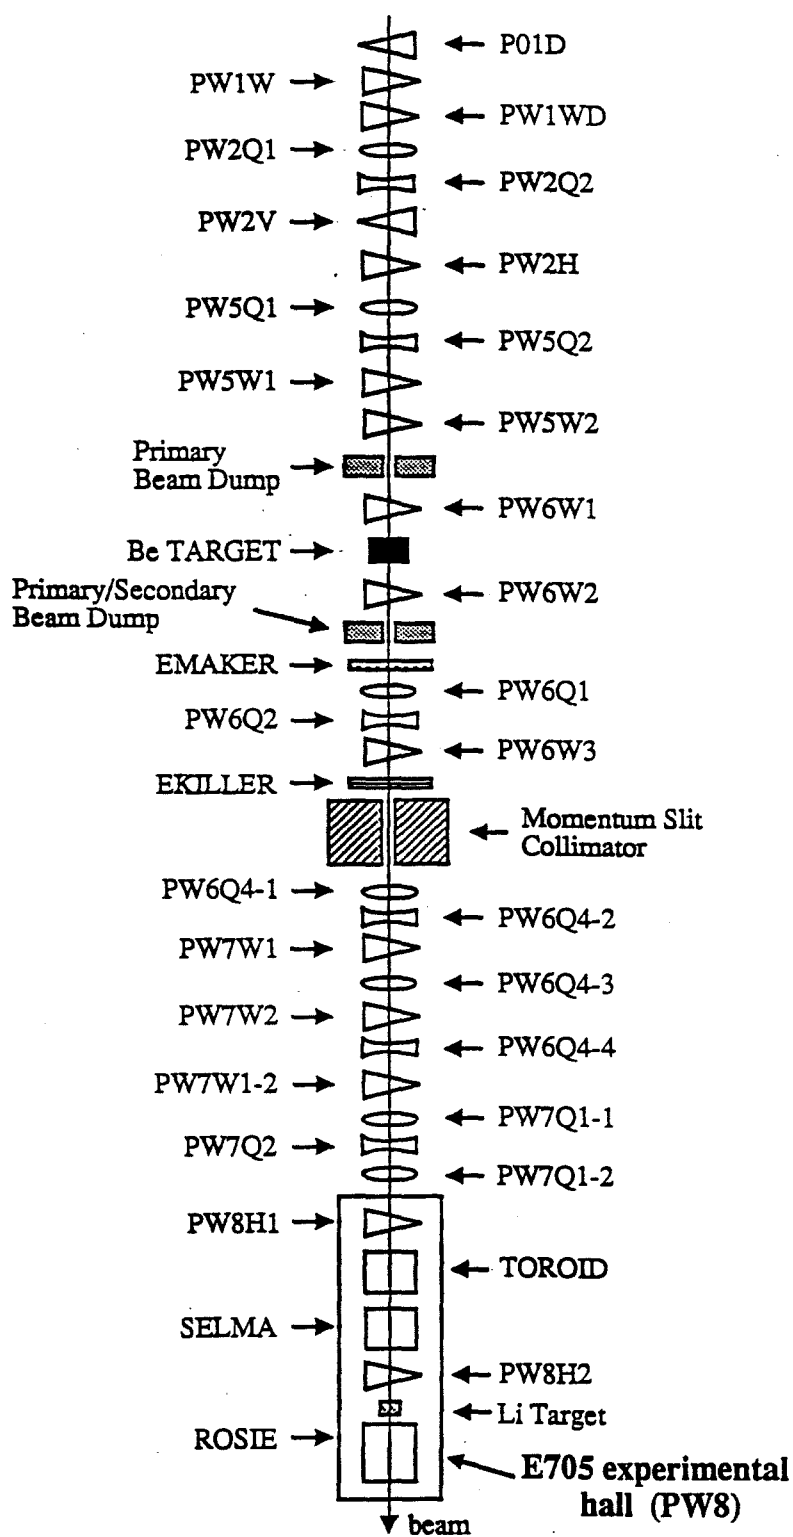 P01D
PW1W
PW1WD
PW2Q1
PW2Q2
PW2V
PW2H
PW5Q1
PW5Q2
PW5W1
PW5W2
Primary
Beam Dump
PW6W1
Be TARGET
Primary/Secondary
Beam Dump
PW6W2
EMAKER
PW6Q1
PW6Q2
PW6W3
EKILLER
Momentum Slit
Collimator
PW6Q4-1
PW6Q4-2
PW7W1
PW6Q4-3
PW7W2
PW6Q4-4
PW7W1-2
PW7Q1-1
PW7Q2
PW7Q1-2
PW8H1
TOROID
SELMA
PW8H2
Li Target
ROSIE
E705 experimental
hall (PW8)
beam